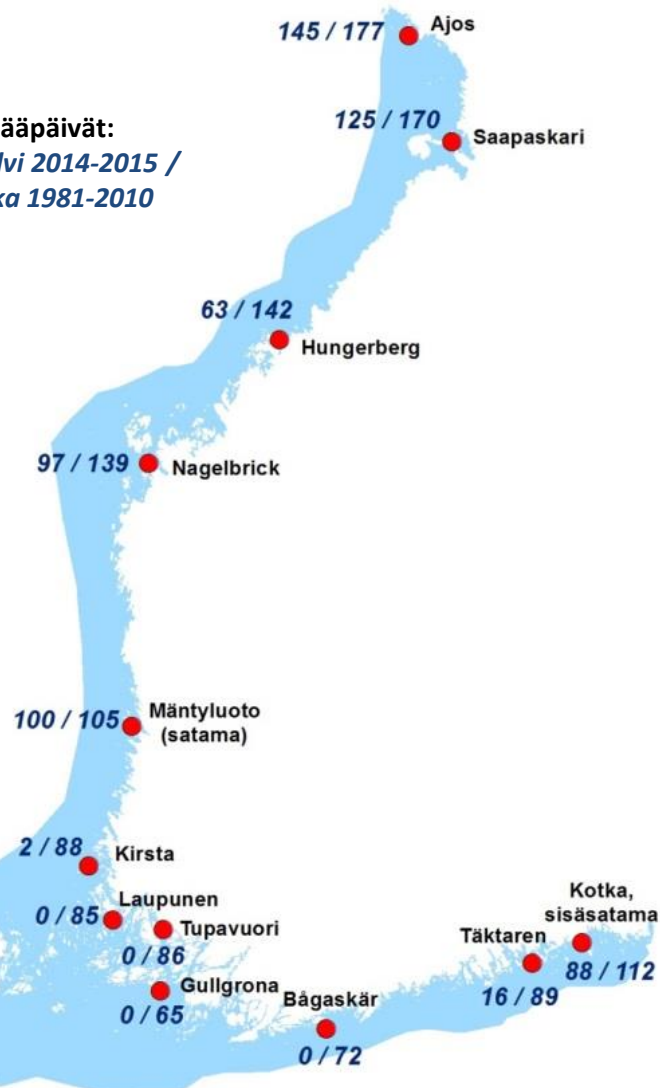 145 / 177
Ajos
ääpäivät:
125 / 170
Saapaskari
lvi 2014-2015 /
ka 1981-2010
63 / 142
Hungerberg
97 / 139
Nagelbrick
100 / 105
Mäntyluoto
(satama)
2 / 88
Kirsta
Laupunen
0 / 85
Tupavuori
0 / 86
Kotka,
sisäsatama
Täktaren
88 / 112
16 / 89
Gullgrona
0 / 65
Bågaskär
0 / 72